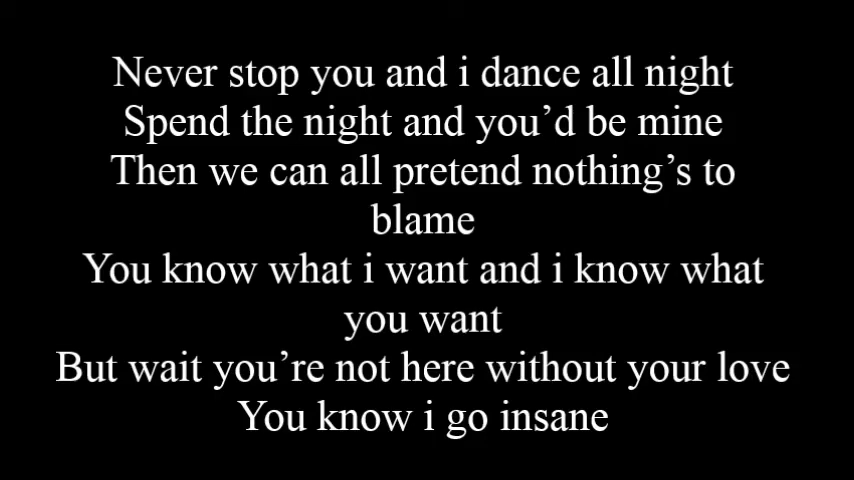 Never stop you and i dance all night
Spend the night and you’d be mine
Then we can all pretend nothing’s to
blame
You know what i want and i know what
you want
But wait you’re not here without your love
You know i go insane